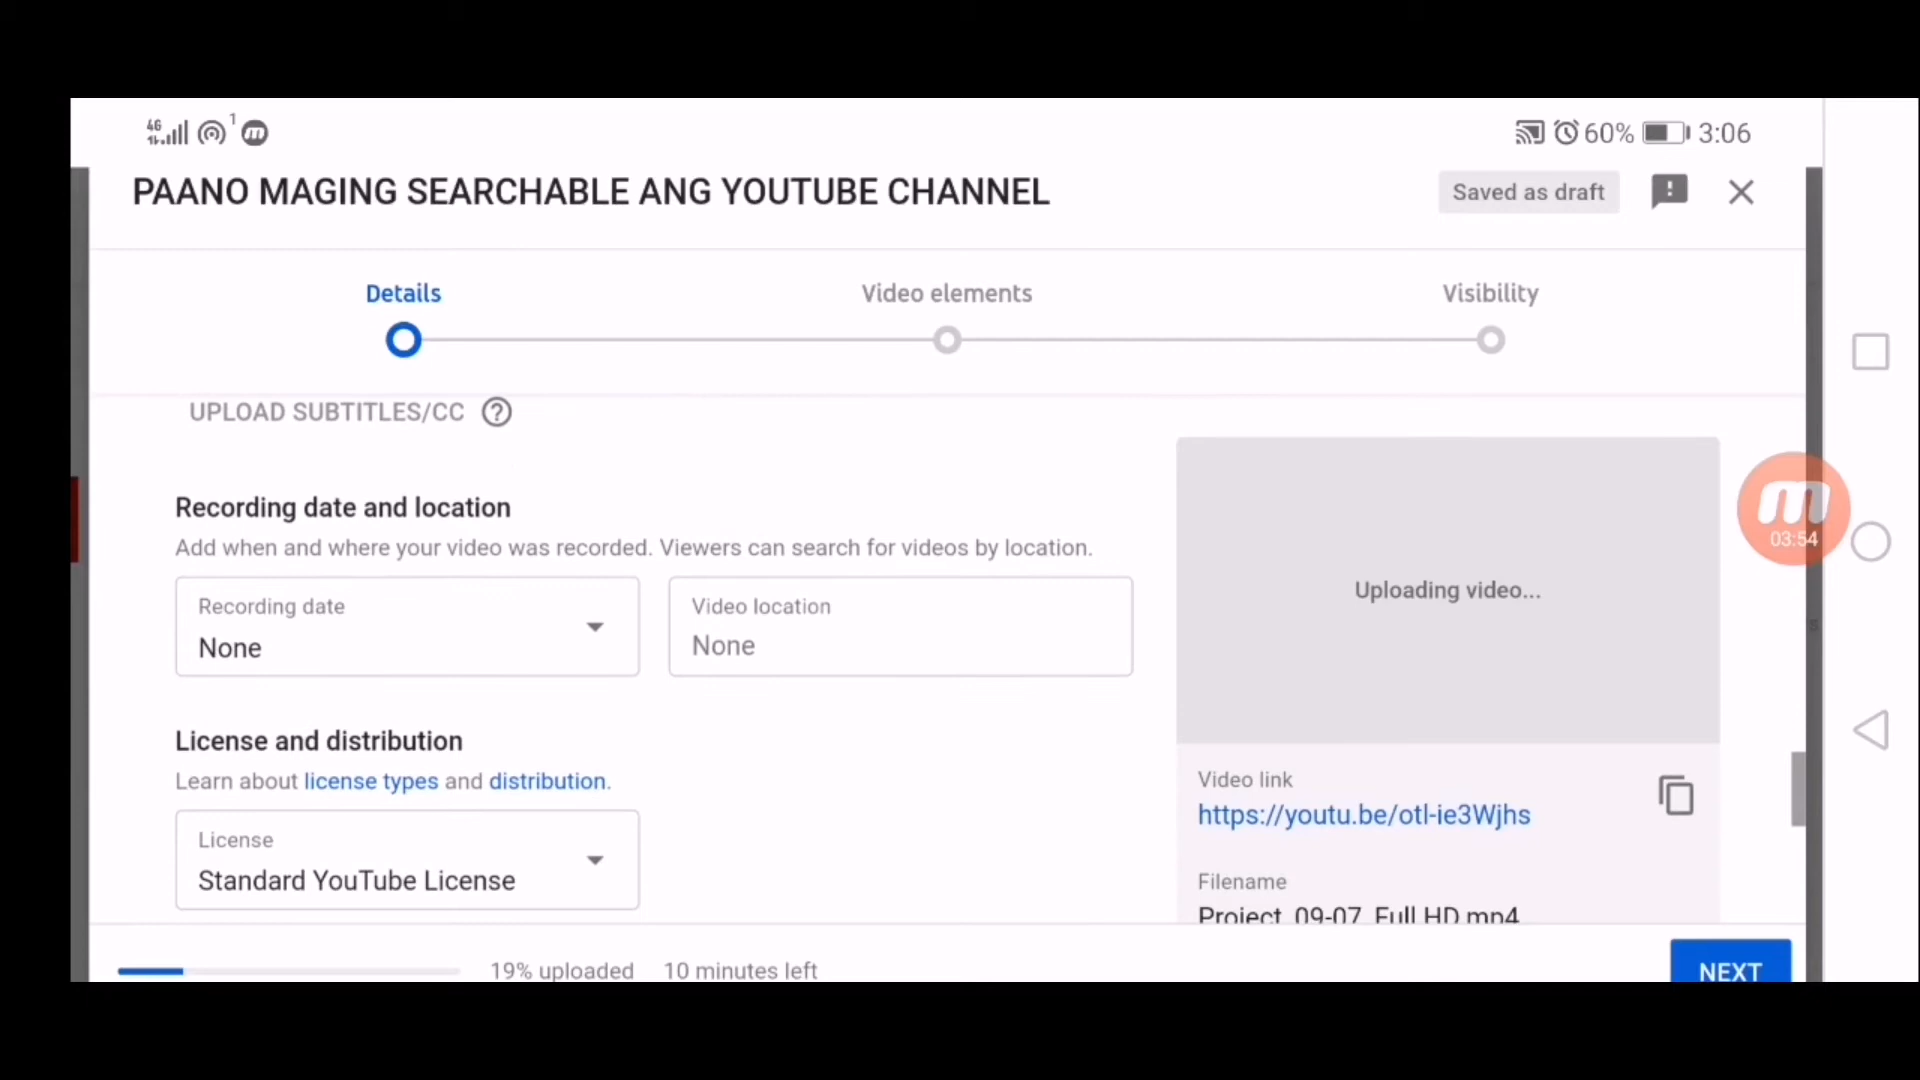 4G 1 m 60% 3:06
PAANO MAGING SEARCHABLE ANG YOUTUBE CHANNEL
Saved as draft
Details Video elements Visibility
UPLOAD SUBTITLES/CC ?
Recording date and location
Add when and where your video was recorded. Viewers can search for videos by location.
Recording date
None
Video location
None
License and distribution
Learn about license types and distribution.
License
Standard YouTube License
Uploading video...
m
03:54
Video link
https://youtu.be/otl-ie3Wjhs
Filename
Project_09-07_Full HD.mp4
19% uploaded 10 minutes left
NEXT